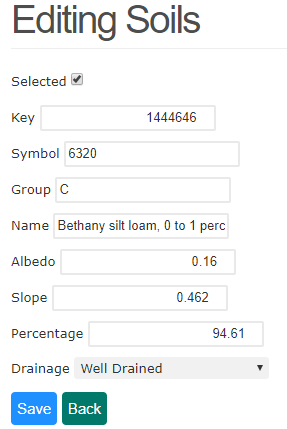 Editing Soils
Selected
Key 1444646
Symbol 6320
Group C
Name Bethany silt loam, 0 to 1 perc
Albedo 0.16
Slope 0.462
Percentage 94.61
Drainage Well Drained
Save Back